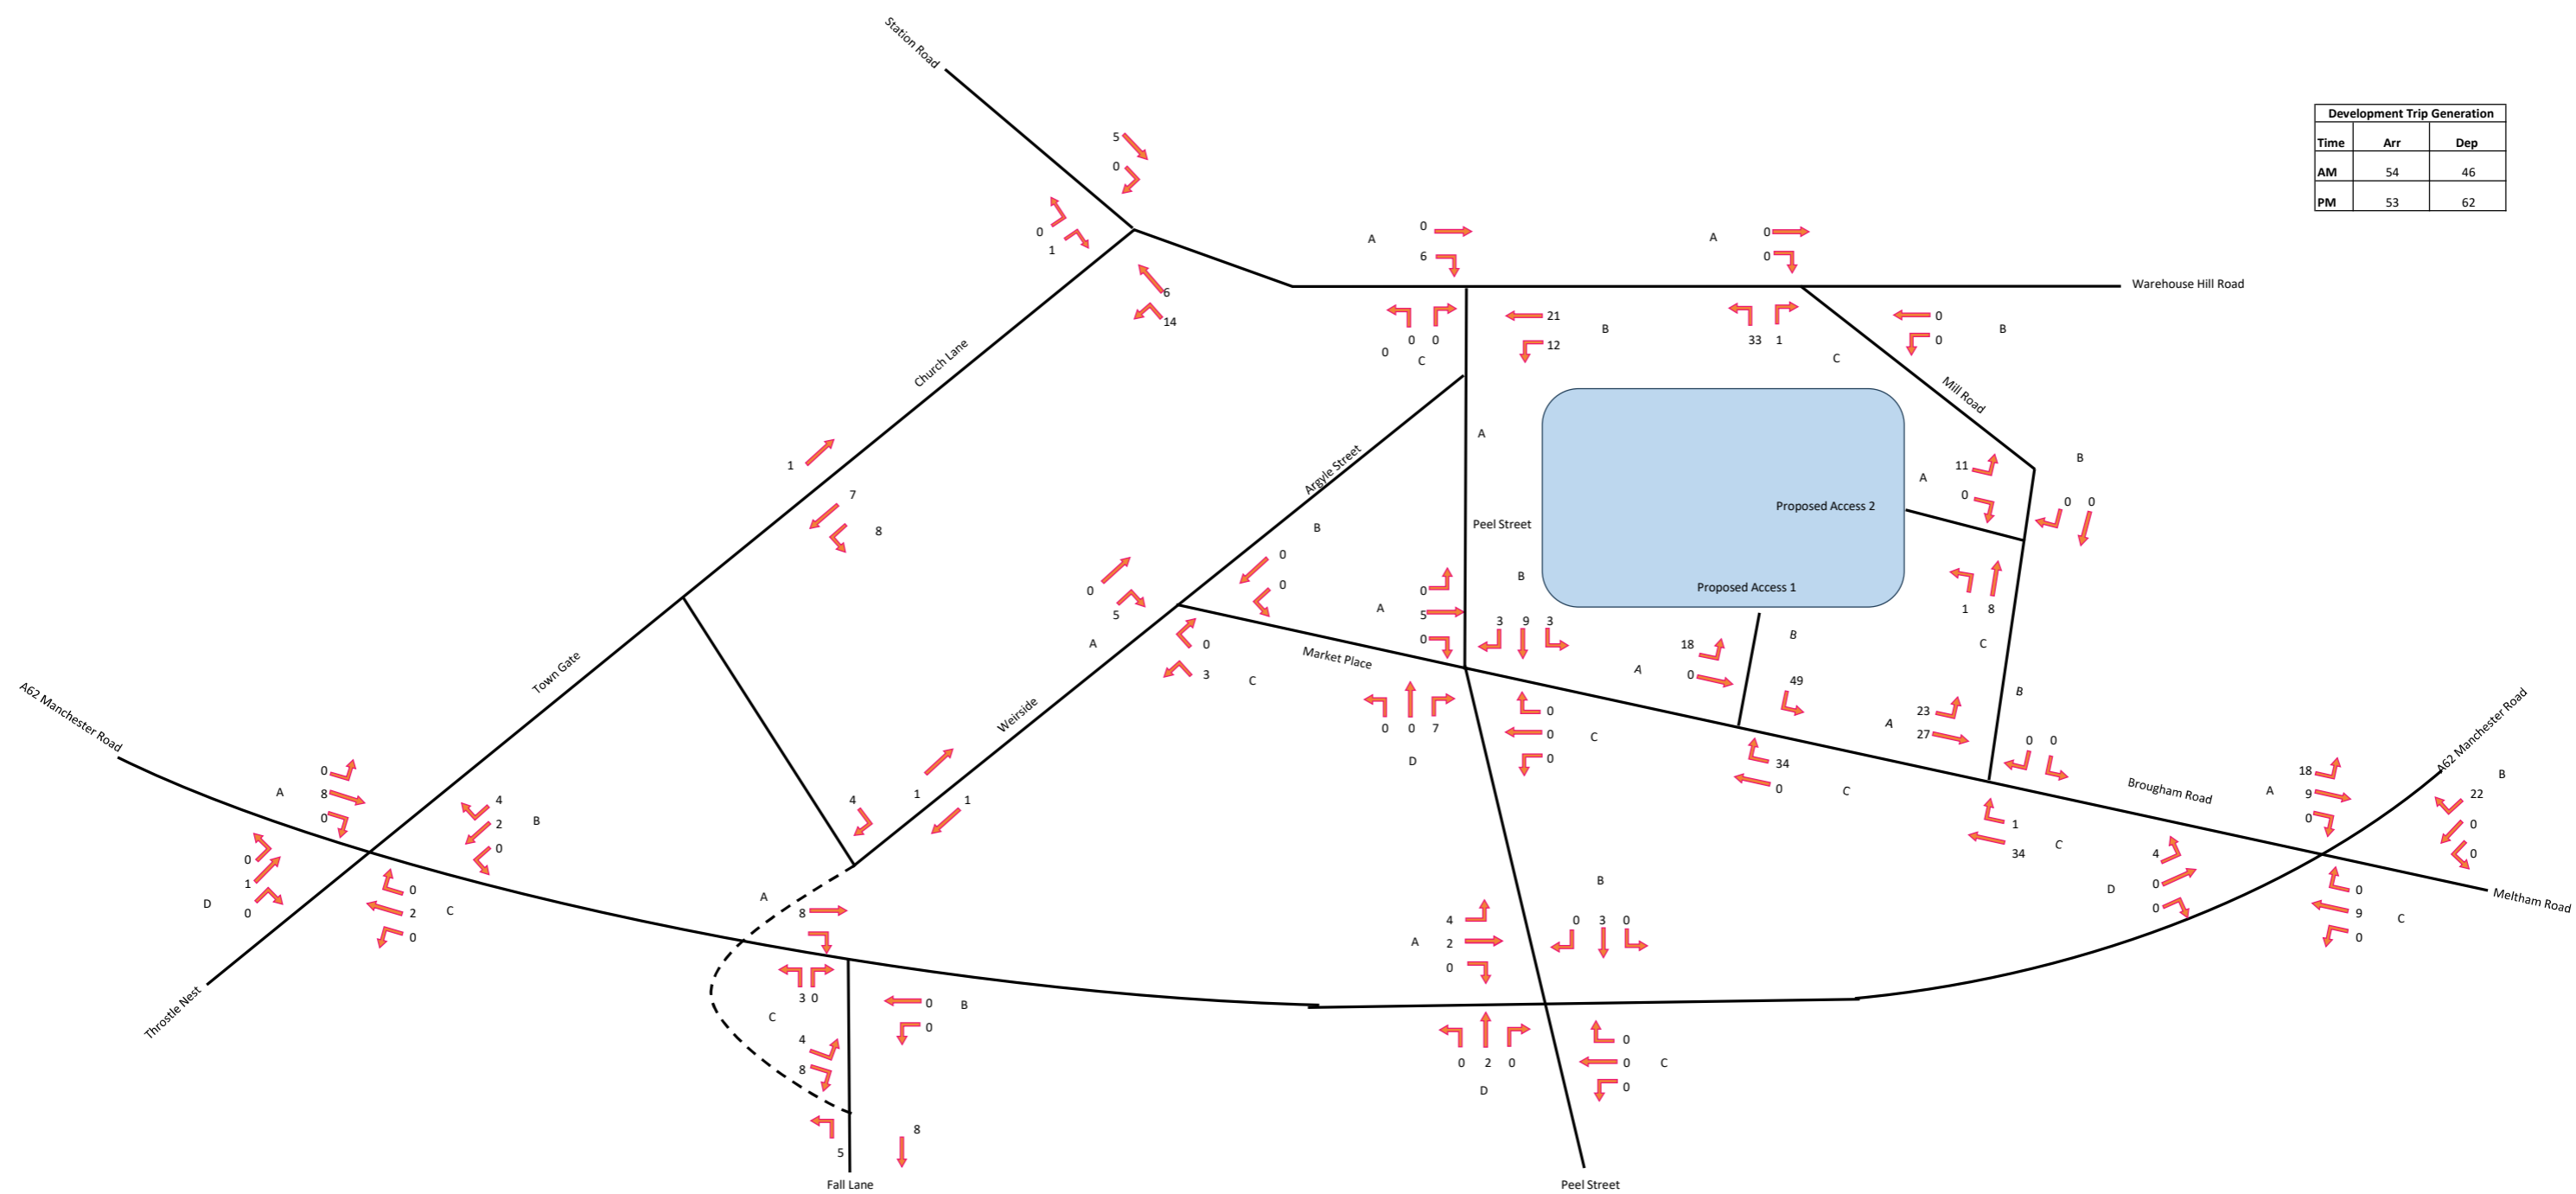 Station Road
Development Trip Generation
Time Arr Dep
AM 54 46
PM 53 62
5
0
0
1
6
14
A
0
6
A
0
0
Warehouse Hill Road
0
0 0
C
21
12
B
33 1
C
0
0
B
Church Lane
Mill Road
1
7
8
Argyle Street
A
B
Peel Street
Proposed Access 2
A
11
0
B
0 0
1 8
C
0
5
A
0
0
B
0
3
C
Market Place
A
0
5
0
B
3 9 3
Proposed Access 1
18
0
A
B
49
34
0
C
0 0 7
D
0
0
0
C
A
23
27
B
0 0
1
34
C
Brougham Road
A62 Manchester Road
Town Gate
Weirside
A62 Manchester Road
A
0
8
0
4
2
0
B
0
1
0
D
0
2
0
C
Throstle Nest
4
1
1
A
8
3 0
C
0
0
B
4
8
5
8
Fall Lane
A
4
2
0
B
0 3 0
0 2 0
D
0
0
0
C
Peel Street
A
18
9
0
B
22
0
0
D
4
0
0
0
9
0
C
Meltham Road